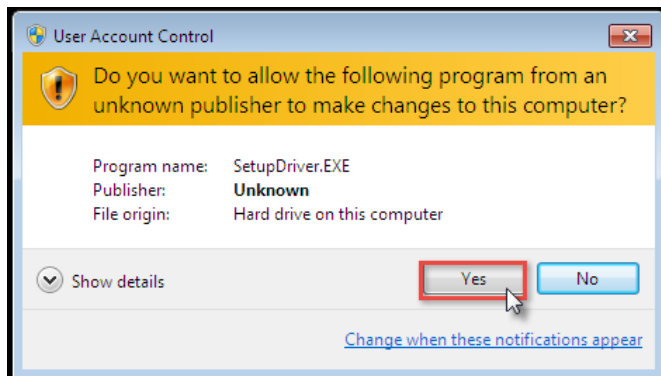 User Account Control
Do you want to allow the following program from an
unknown publisher to make changes to this computer?
Program name: SetupDriver.EXE
Publisher: Unknown
File origin: Hard drive on this computer
Show details
Yes
No
Change when these notifications appear